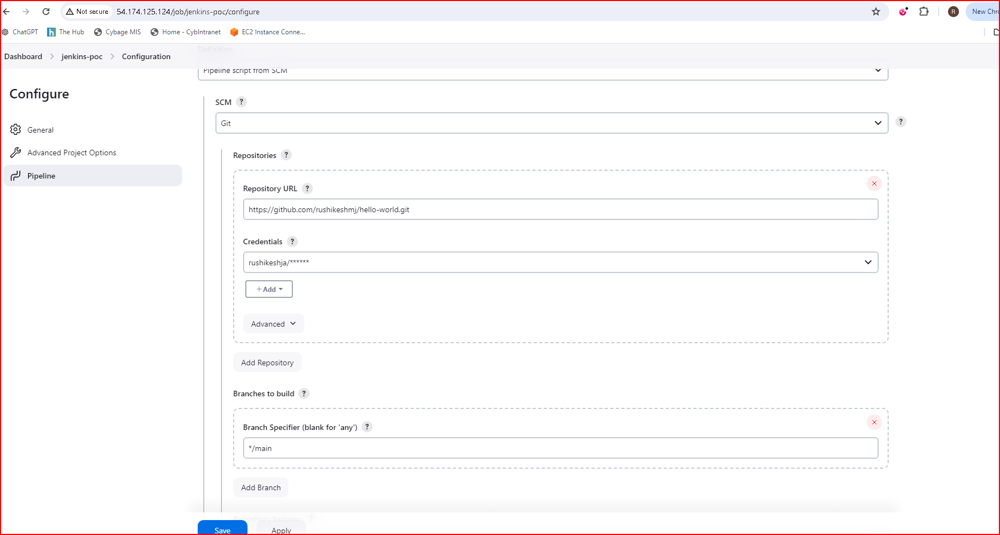 Not secure 54.174.125.124/job/jenkins-poc/configure R New Chro
ChatGPT The Hub Cybage MIS Home - CybIntranet EC2 Instance Conne...
Dashboard > jenkins-poc > Configuration
Definition
Pipeline script from SCM
Configure
General
Advanced Project Options
Pipeline
SCM ?
Git
?
Repositories ?
Repository URL ?
https://github.com/rushikeshmj/hello-world.git
Credentials ?
rushikeshja/******
+ Add
Advanced
Add Repository
Branches to build ?
Branch Specifier (blank for 'any') ?
*/main
Add Branch
Repository browser ?
Save Apply